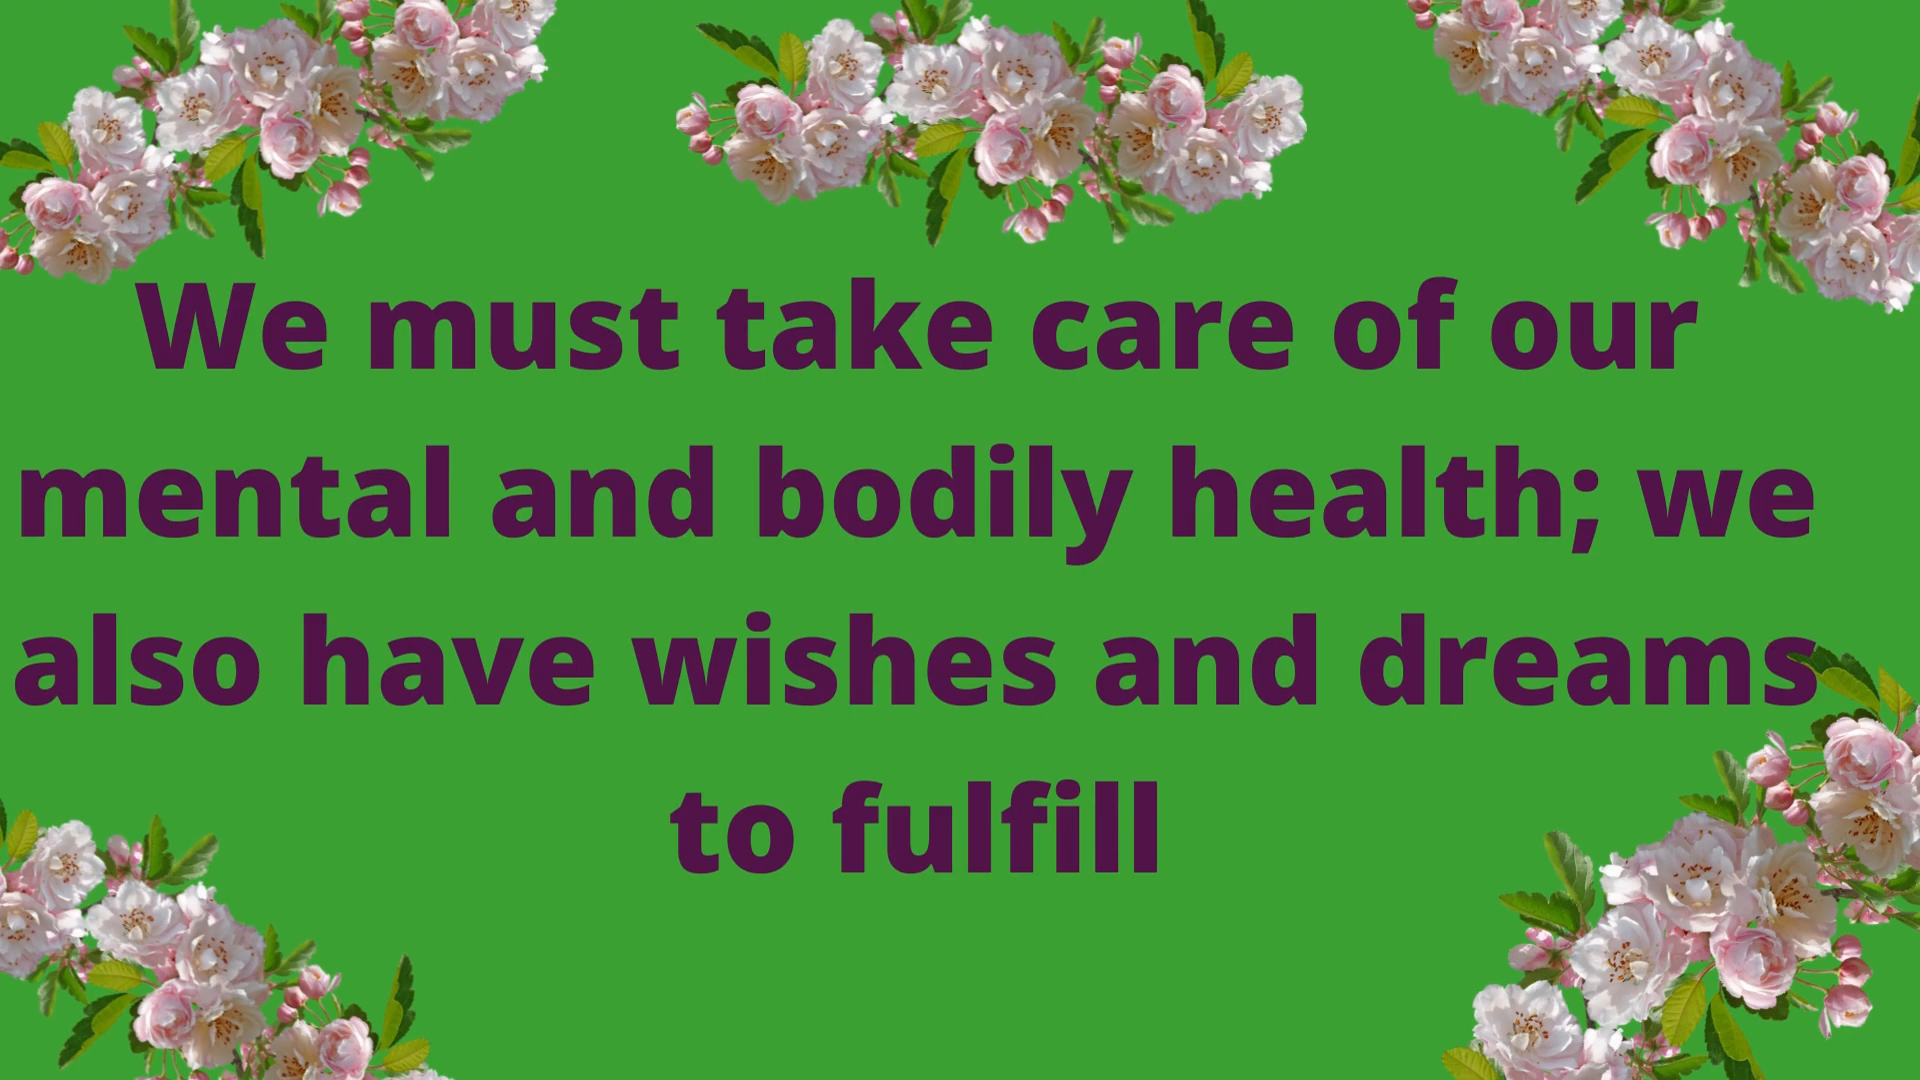 We must take care of our
mental and bodily health; we
also have wishes and dreams
to fulfill